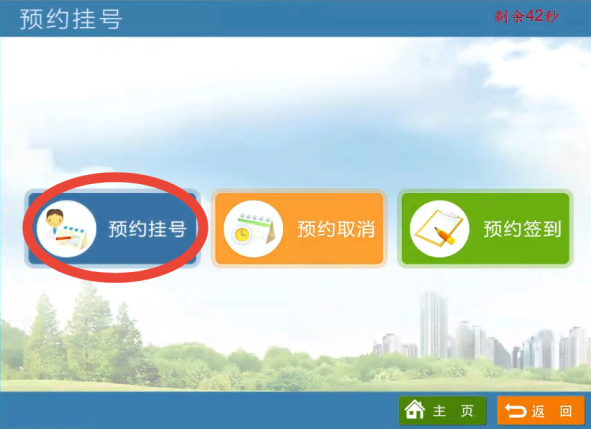 预约挂号
剩余42秒
预约挂号
预约取消
预约签到
主 页
返 回